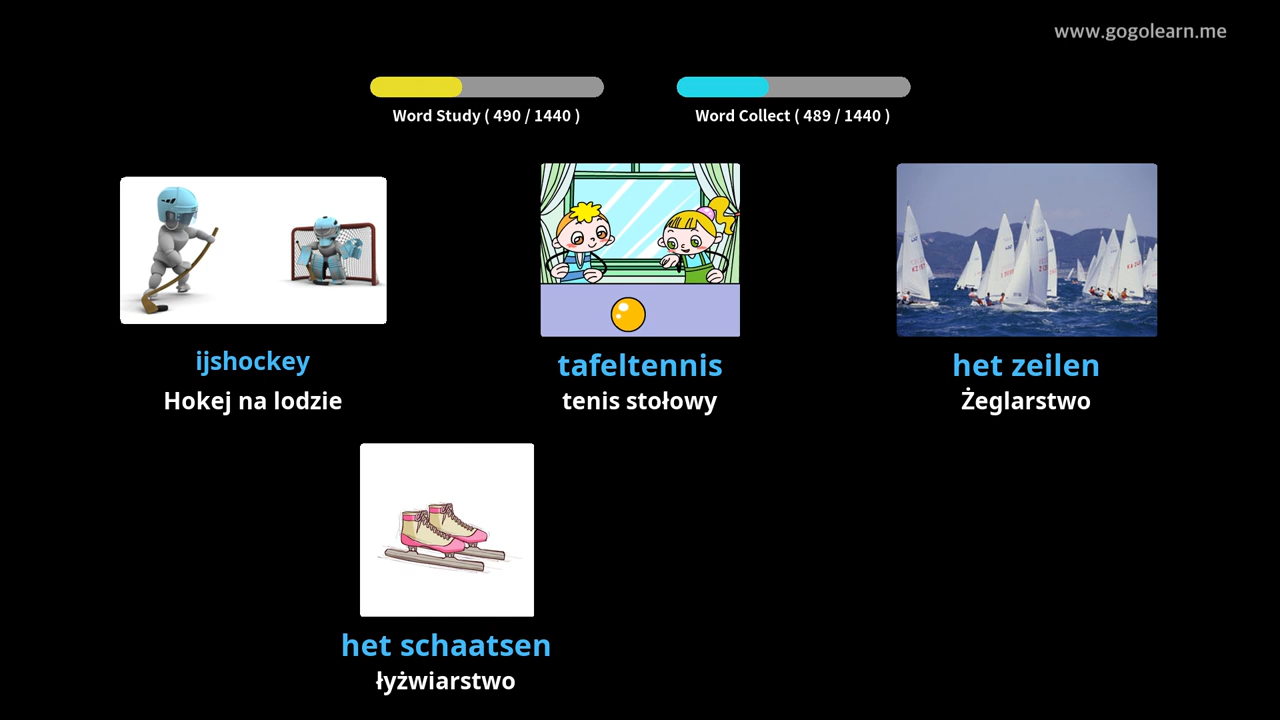 www.gogolearn.me
Word Study ( 490 / 1440 )
Word Collect ( 489 / 1440 )
ijshockey
Hokej na lodzie
tafeltennis
tenis stołowy
het zeilen
Żeglarstwo
het schaatsen
łyżwiarstwo